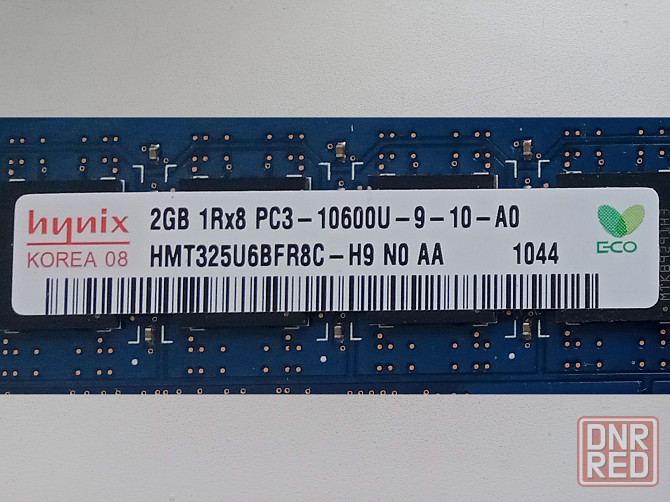 hynix
KOREA 08
2GB 1Rx8 PC3-10600U-9-10-A0
HMT325U6BFR8C-H9 N0 AA 1044
ECO
DNR
RED